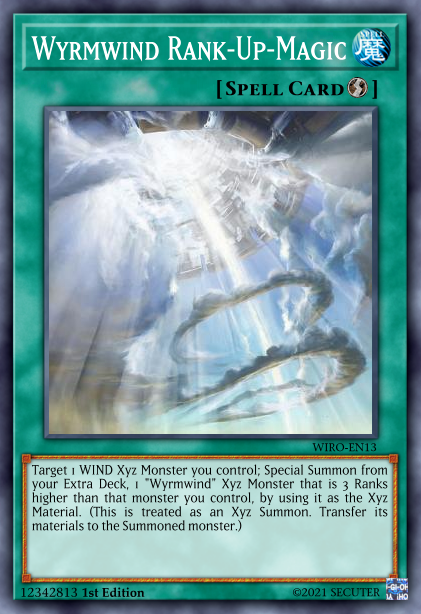 Wyrmwind Rank-Up-Magic 魔
[Spell Card]
WIRO-EN13
Target 1 WIND Xyz Monster you control; Special Summon from
your Extra Deck, 1 "Wyrmwind" Xyz Monster that is 3 Ranks
higher than that monster you control, by using it as the Xyz
Material. (This is treated as an Xyz Summon. Transfer its
materials to the Summoned monster.)
12342813 1st Edition ©2021 SECUTER